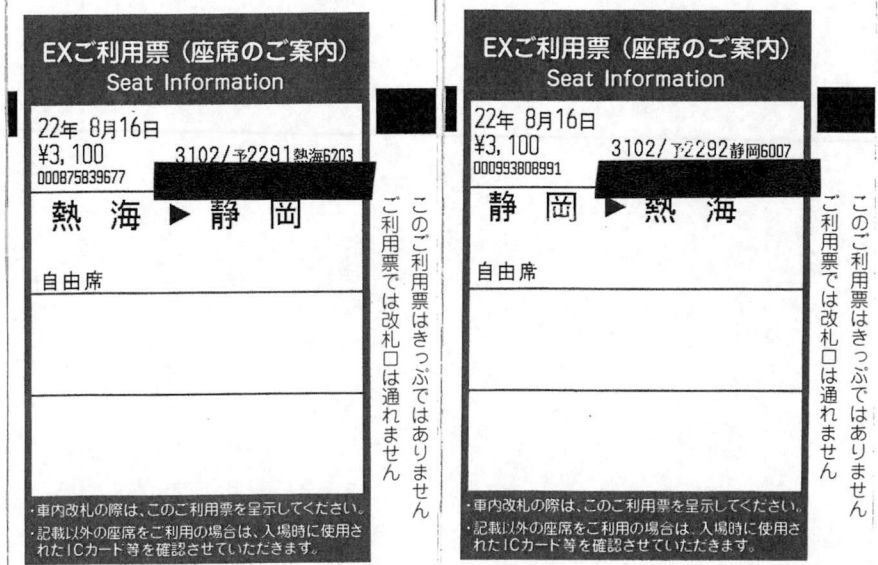 EXご利用票（座席のご案内）
Seat Information
22年 8月16日
¥3,100 3102/予2291熱海6203
000875839677
熱 海 ▶ 静 岡
自由席
・車内改札の際は、このご利用票を呈示してください。
・記載以外の座席をご利用の場合は、入場時に使用さ
れたICカード等を確認させていただきます。
このご利用票はきっぷではありません
ご利用票では改札口は通れません
EXご利用票（座席のご案内）
Seat Information
22年 8月16日
¥3,100 3102/予2292静岡6007
000993808991
静 岡 ▶ 熱 海
自由席
・車内改札の際は、このご利用票を呈示してください。
・記載以外の座席をご利用の場合は、入場時に使用さ
れたICカード等を確認させていただきます。
このご利用票はきっぷではありません
ご利用票では改札口は通れません